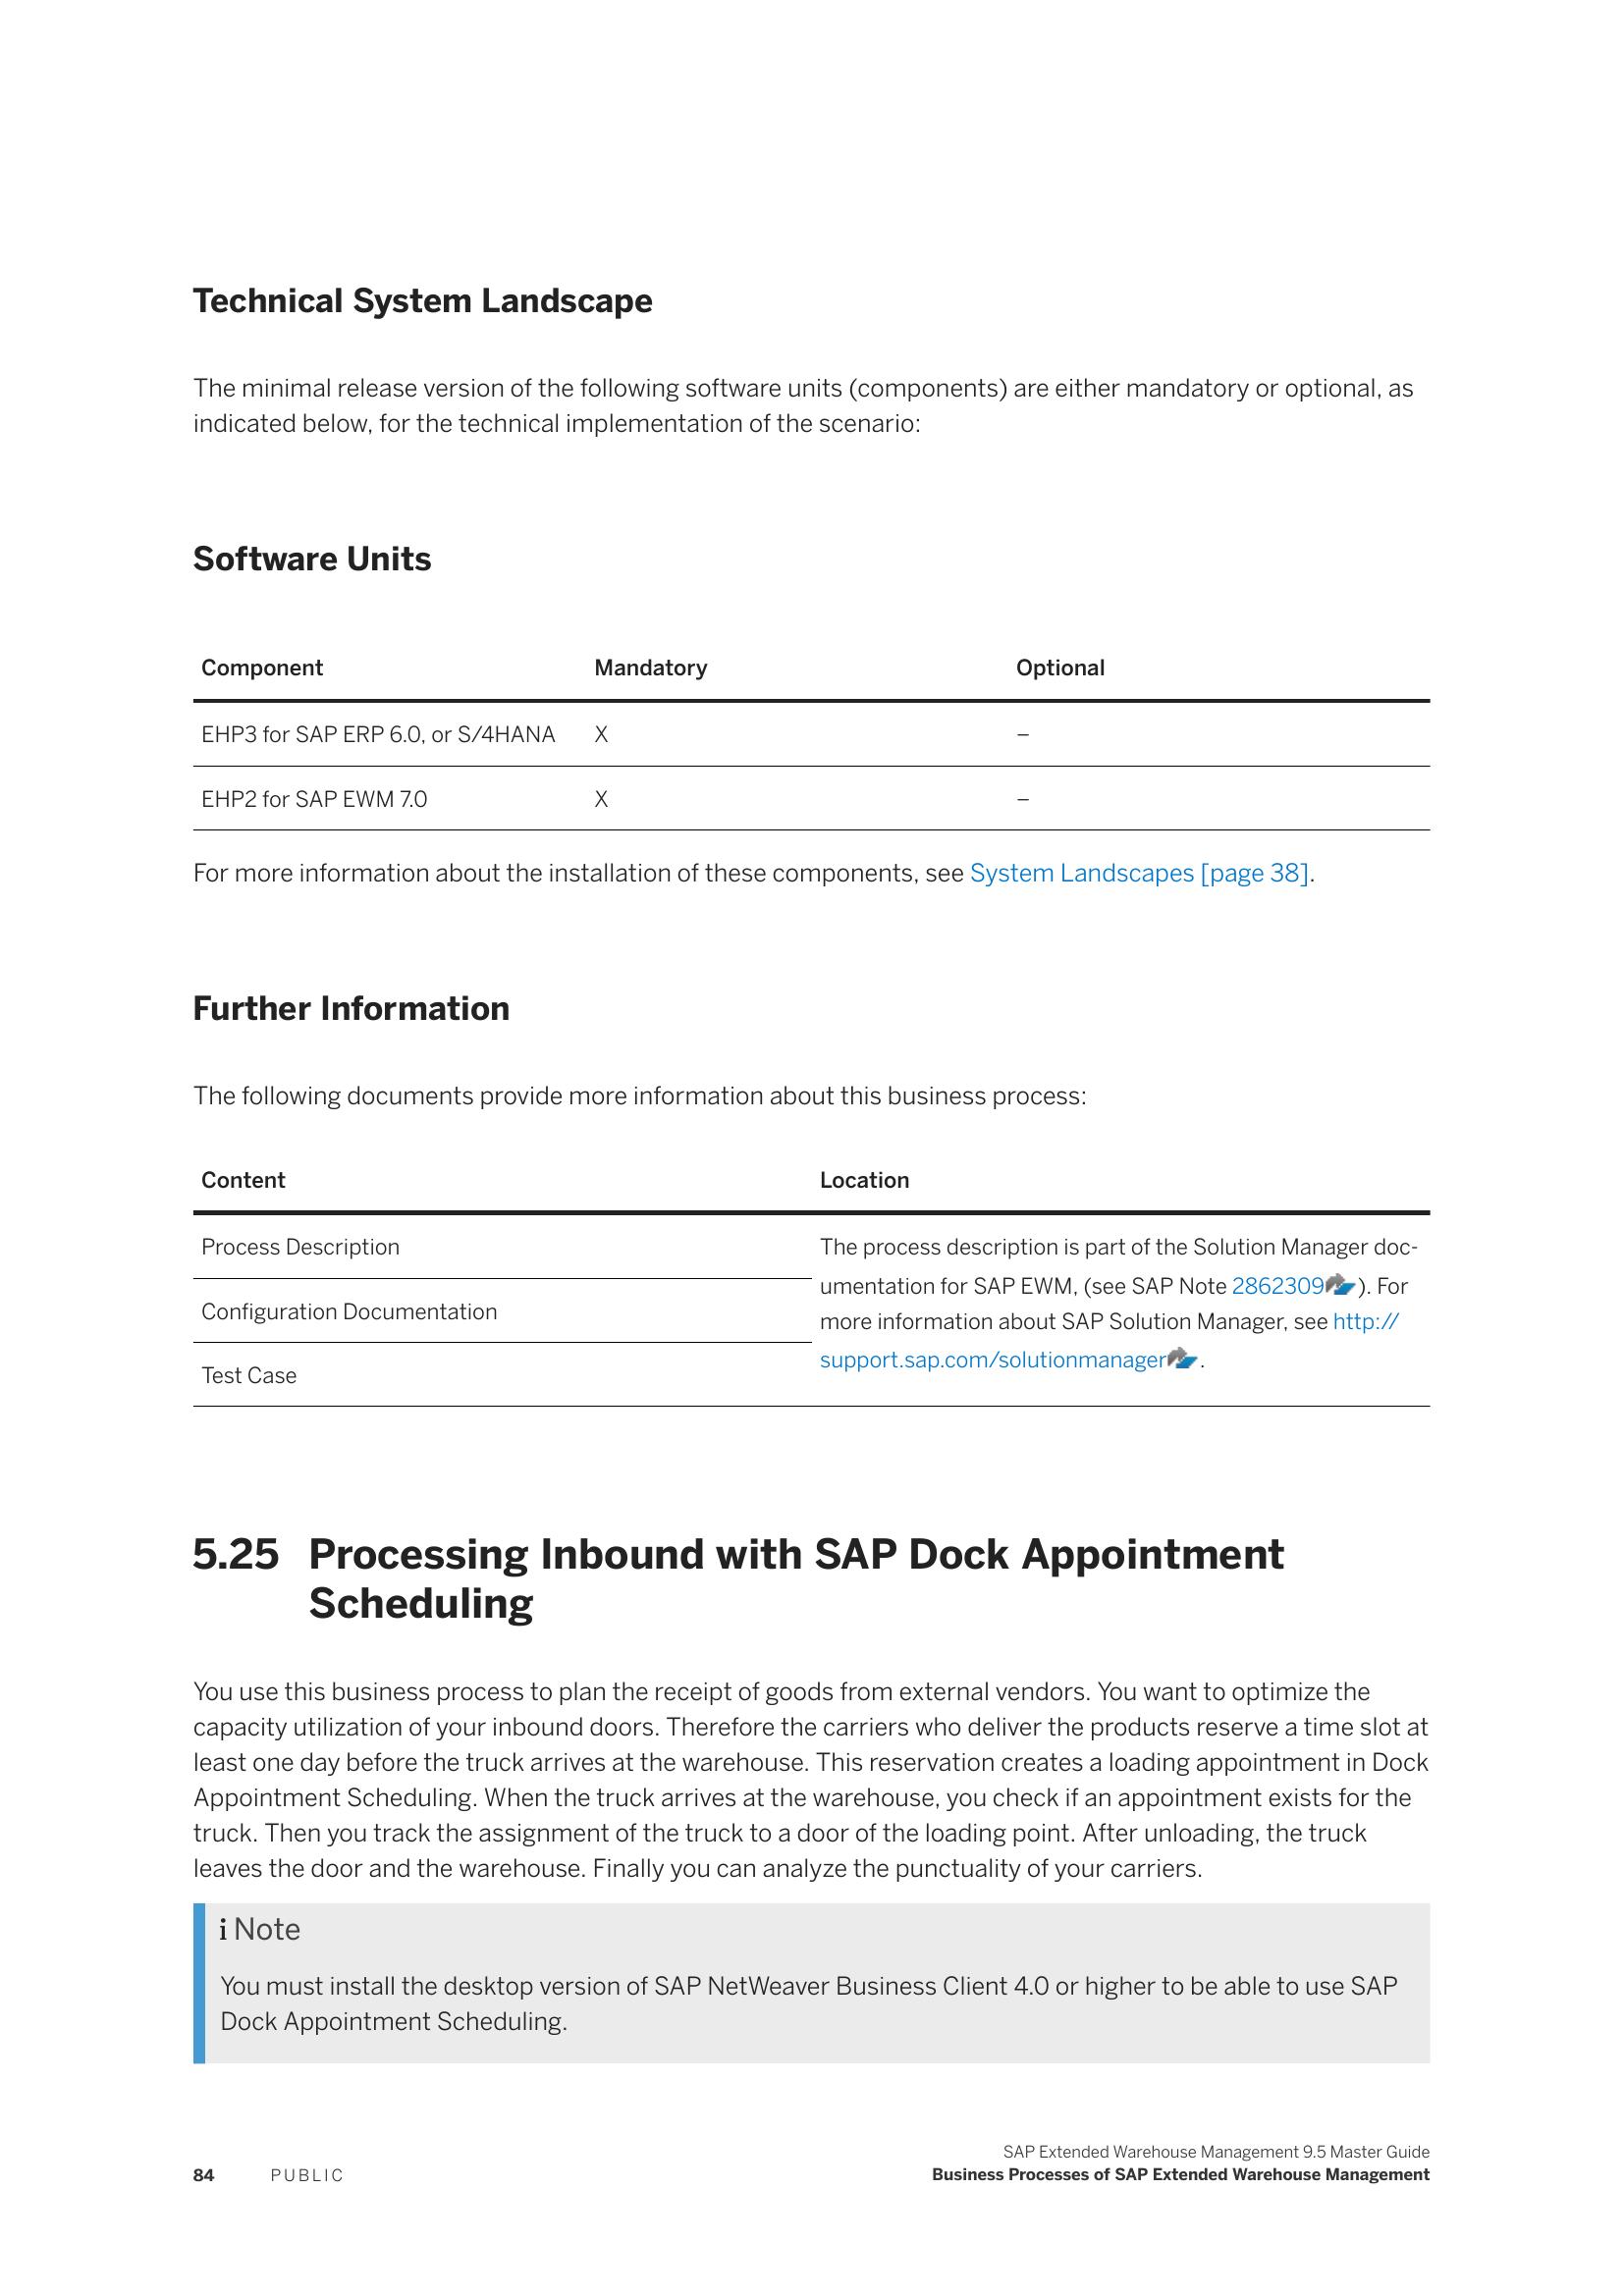 Technical System Landscape
The minimal release version of the following software units (components) are either mandatory or optional, as
indicated below, for the technical implementation of the scenario:
Software Units
Component Mandatory Optional
EHP3 for SAP ERP 6.0, or S/4HANA X –
EHP2 for SAP EWM 7.0 X –
For more information about the installation of these components, see System Landscapes [page 38].
Further Information
The following documents provide more information about this business process:
Content Location
Process Description
Configuration Documentation
Test Case
The process description is part of the Solution Manager doc-
umentation for SAP EWM, (see SAP Note 2862309). For
more information about SAP Solution Manager, see http://
support.sap.com/solutionmanager.
5.25 Processing Inbound with SAP Dock Appointment
Scheduling
You use this business process to plan the receipt of goods from external vendors. You want to optimize the
capacity utilization of your inbound doors. Therefore the carriers who deliver the products reserve a time slot at
least one day before the truck arrives at the warehouse. This reservation creates a loading appointment in Dock
Appointment Scheduling. When the truck arrives at the warehouse, you check if an appointment exists for the
truck. Then you track the assignment of the truck to a door of the loading point. After unloading, the truck
leaves the door and the warehouse. Finally you can analyze the punctuality of your carriers.
i Note
You must install the desktop version of SAP NetWeaver Business Client 4.0 or higher to be able to use SAP
Dock Appointment Scheduling.
SAP Extended Warehouse Management 9.5 Master Guide
84 PUBLIC Business Processes of SAP Extended Warehouse Management